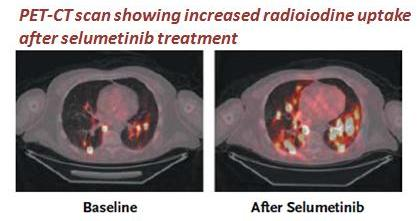 PET-CT scan showing increased radioiodine uptake
after selumetinib treatment
Baseline
After Selumetinib